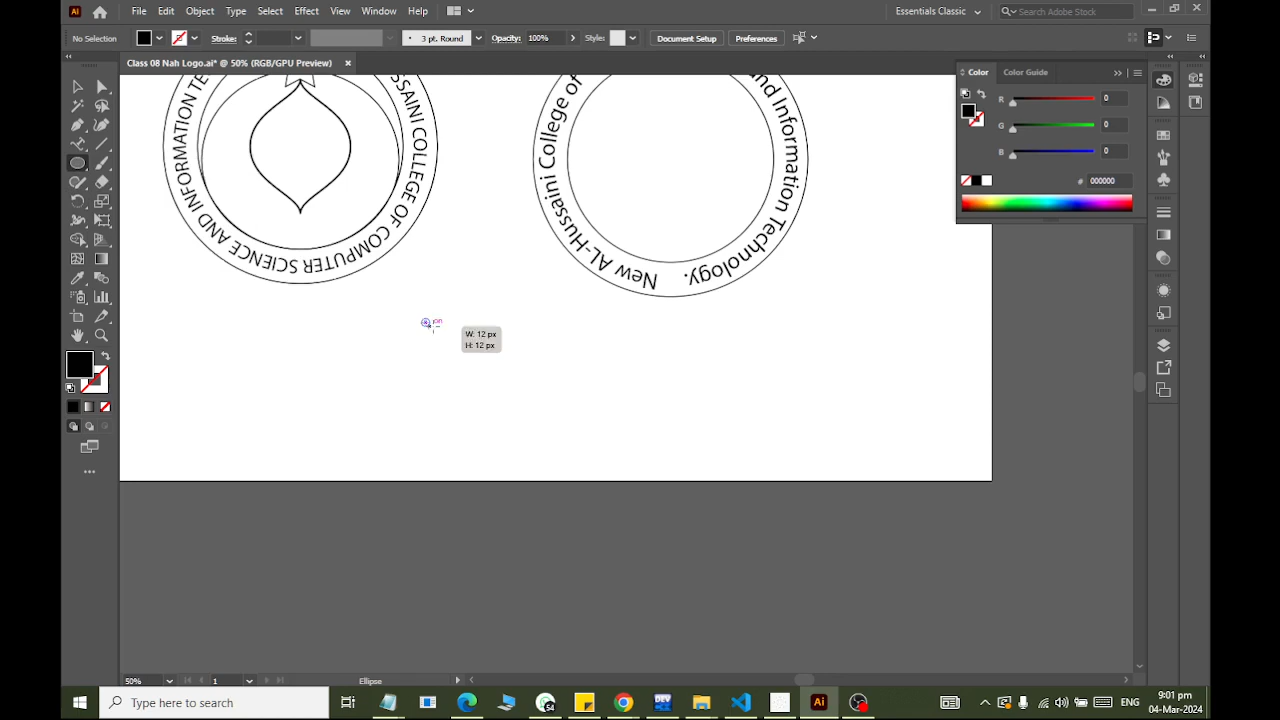 File Edit Object Type Select Effect View Window Help
Essentials Classic
Search Adobe Stock
No Selection
Stroke:
3 pt. Round
Opacity: 100%
Style:
Document Setup
Preferences
Class 08 Nah Logo.ai* @ 50% (RGB/GPU Preview)
Color
Color Guide
R 0
G 0
B 0
# 000000
SSAINI COLLEGE OF COMPUTER SCIENCE AND INFORMATION TE
New AL-Hussaini College of
and Information Technology.
W: 12 px
H: 12 px
50%
1
Ellipse
Type here to search
9:01 pm
04-Mar-2024